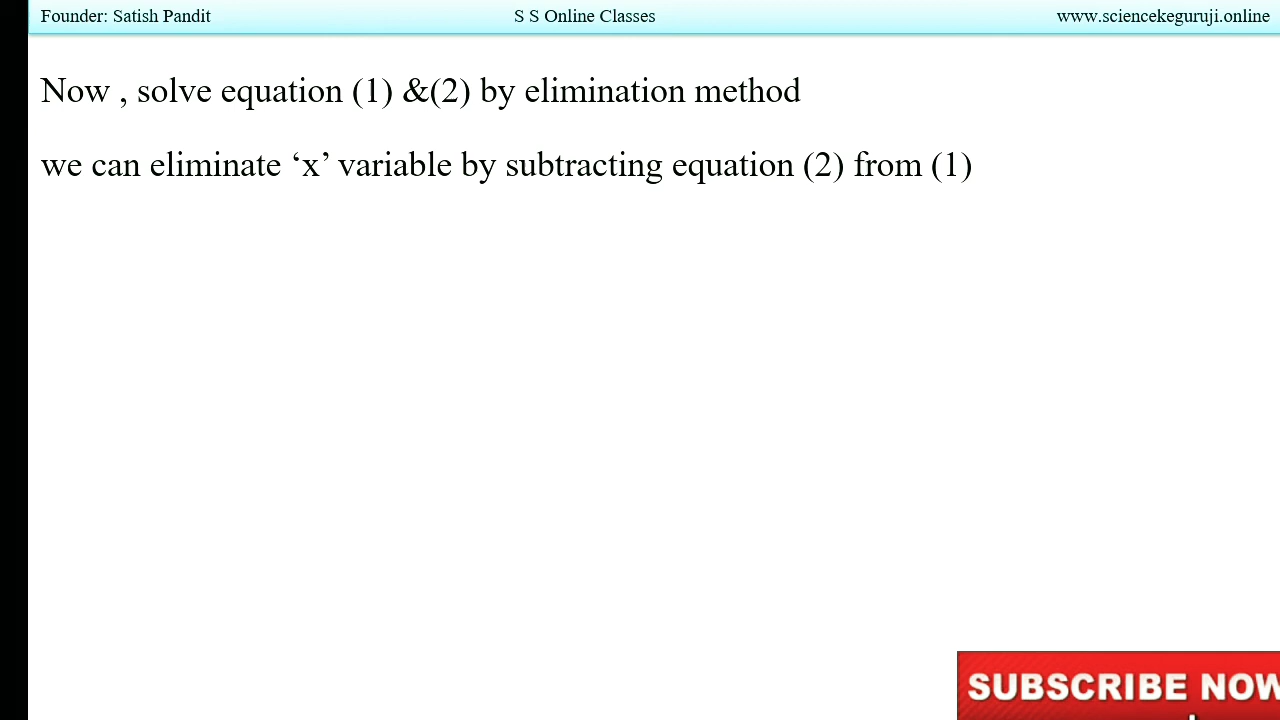 Founder: Satish Pandit S S Online Classes www.sciencekeguruji.online
Now , solve equation (1) &(2) by elimination method
we can eliminate ‘x’ variable by subtracting equation (2) from (1)
SUBSCRIBE NOW